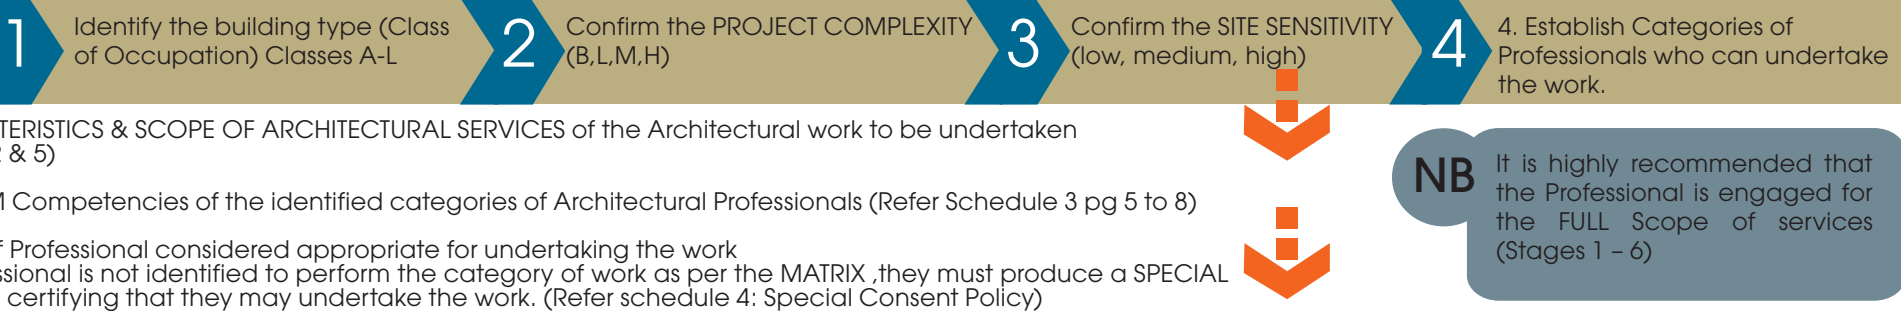 1
Identify the building type (Class
of Occupation) Classes A-L
2
Confirm the PROJECT COMPLEXITY
(B,L,M,H)
3
Confirm the SITE SENSITIVITY
(low, medium, high)
4
4. Establish Categories of
Professionals who can undertake
the work.
TERISTICS & SCOPE OF ARCHITECTURAL SERVICES of the Architectural work to be undertaken
& 5)
Competencies of the identified categories of Architectural Professionals (Refer Schedule 3 pg 5 to 8)
Professional considered appropriate for undertaking the work
ssional is not identified to perform the category of work as per the MATRIX ,they must produce a SPECIAL
certifying that they may undertake the work. (Refer schedule 4: Special Consent Policy)
NB
It is highly recommended that
the Professional is engaged for
the FULL Scope of services
(Stages 1 – 6)